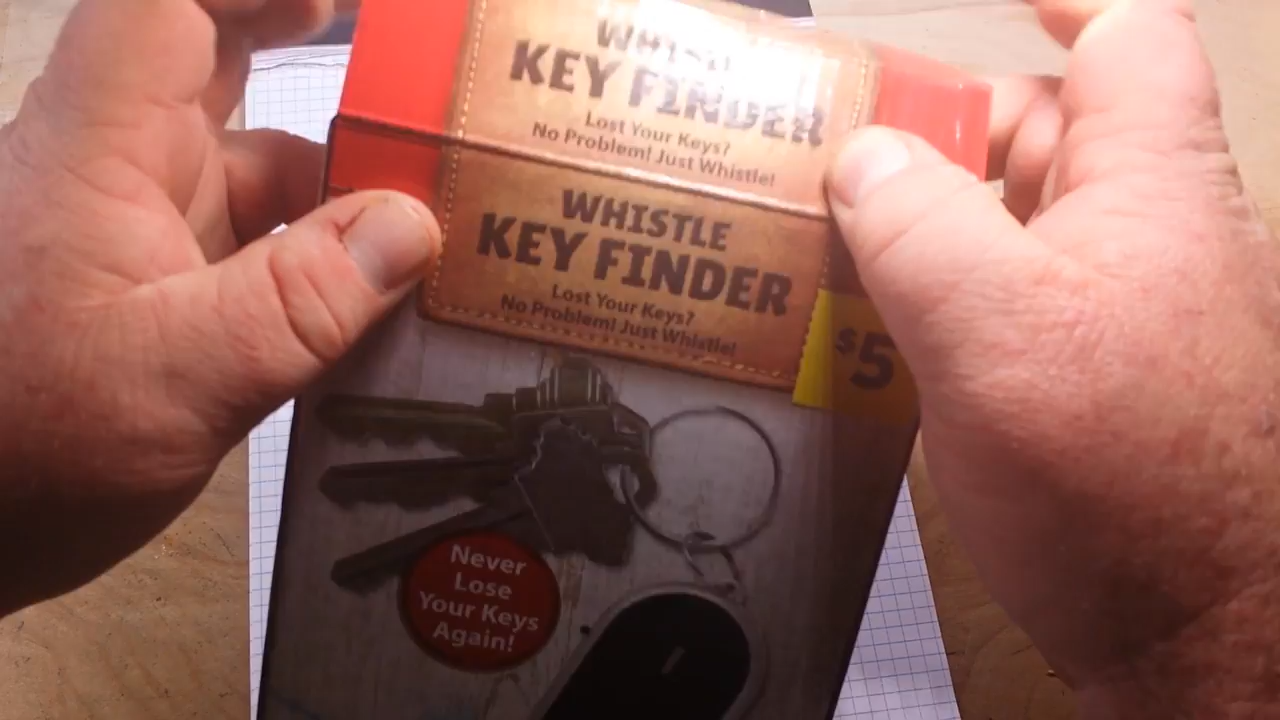 WHISTLE
KEY FINDER
Lost Your Keys?
No Problem! Just Whistle!
WHISTLE
KEY FINDER
Lost Your Keys?
No Problem! Just Whistle!
$5
Never
Lose
Your Keys
Again!